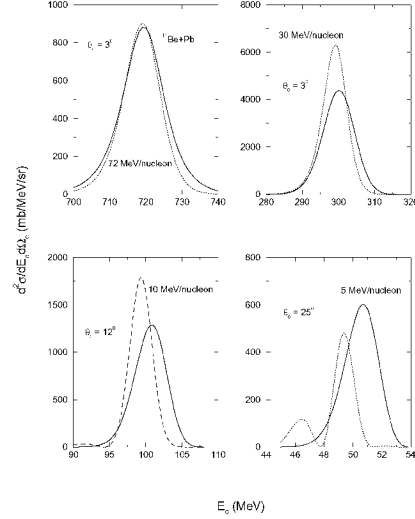 1000
800
600
400
200
0
θc = 3°
11Be+Pb
72 MeV/nucleon
700 710 720 730 740
8000
6000
4000
2000
0
30 MeV/nucleon
θc = 3°
280 290 300 310 320
d²σ/dEcdΩc (mb/MeV/sr)
2000
1500
1000
500
0
10 MeV/nucleon
θc = 12°
90 95 100 105 110
800
600
400
200
0
5 MeV/nucleon
θc = 25°
44 46 48 50 52 54
Ec (MeV)